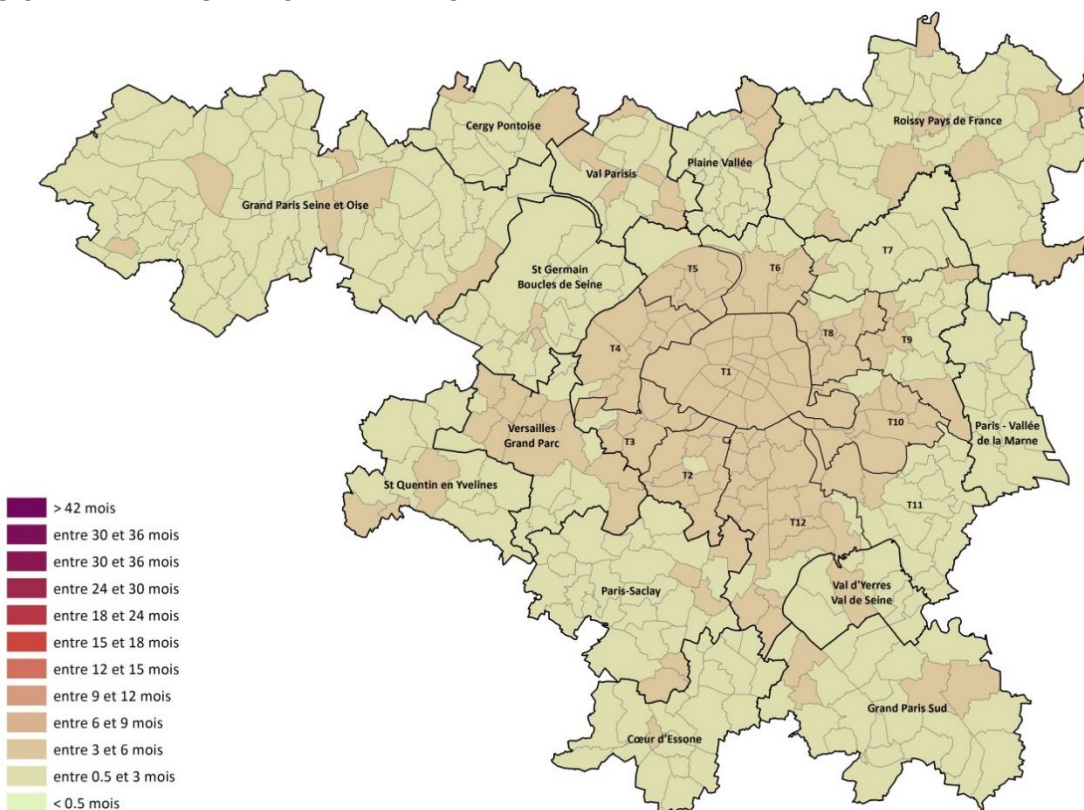 Cergy Pontoise
Roissy Pays de France
Val Parisis
Plaine Vallée
Grand Paris Seine et Oise
T7
St Germain
Boucles de Seine
T5
T6
T4
T8
T9
T1
Versailles
Grand Parc
T3
T10
Paris - Vallée
de la Marne
St Quentin en Yvelines
T2
T11
T12
Paris-Saclay
Val d'Yerres
Val de Seine
Grand Paris Sud
Cœur d'Essone
> 42 mois
entre 30 et 36 mois
entre 30 et 36 mois
entre 24 et 30 mois
entre 18 et 24 mois
entre 15 et 18 mois
entre 12 et 15 mois
entre 9 et 12 mois
entre 6 et 9 mois
entre 3 et 6 mois
entre 0.5 et 3 mois
< 0.5 mois